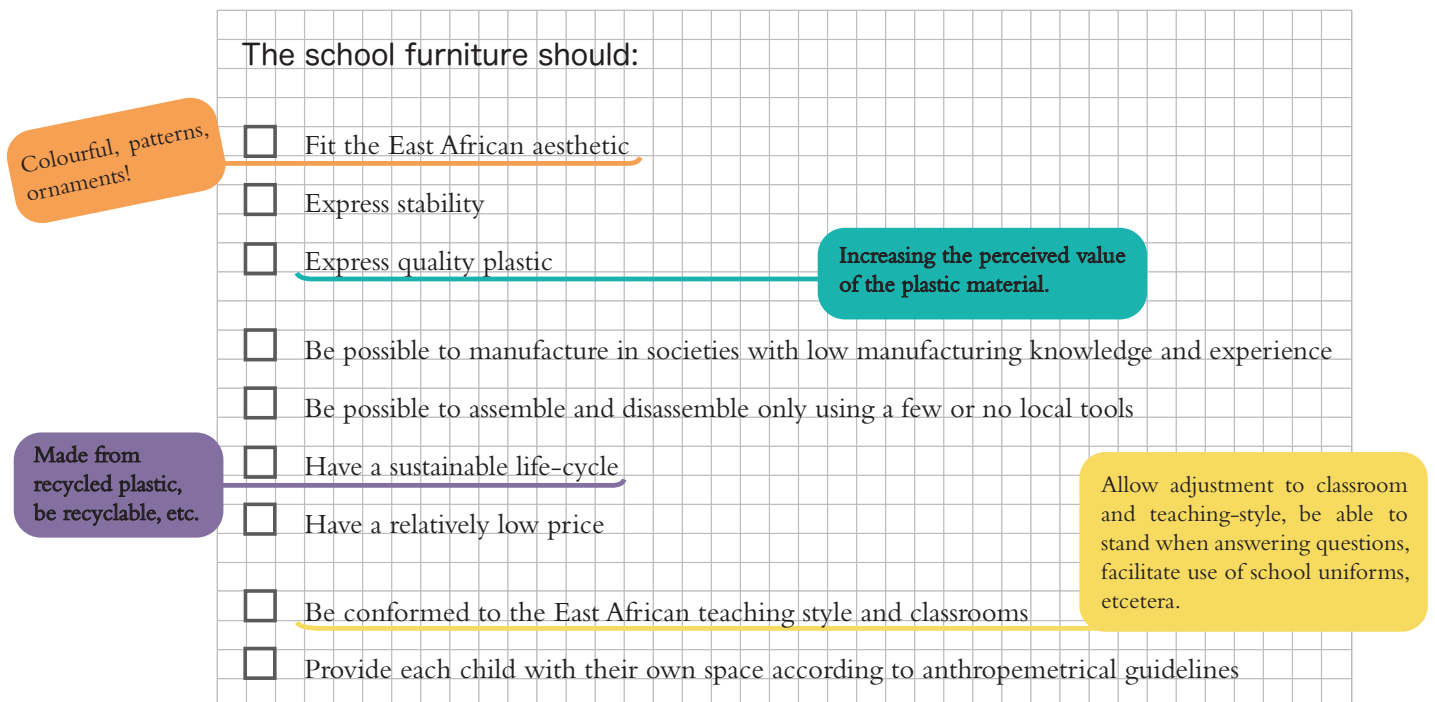 The school furniture should:
Colourful, patterns,
ornaments!
Fit the East African aesthetic
Express stability
Express quality plastic
Increasing the perceived value
of the plastic material.
Be possible to manufacture in societies with low manufacturing knowledge and experience
Be possible to assemble and disassemble only using a few or no local tools
Made from
recycled plastic,
be recyclable, etc.
Have a sustainable life-cycle
Have a relatively low price
Allow adjustment to classroom
and teaching-style, be able to
stand when answering questions,
facilitate use of school uniforms,
etcetera.
Be conformed to the East African teaching style and classrooms
Provide each child with their own space according to anthropemetrical guidelines